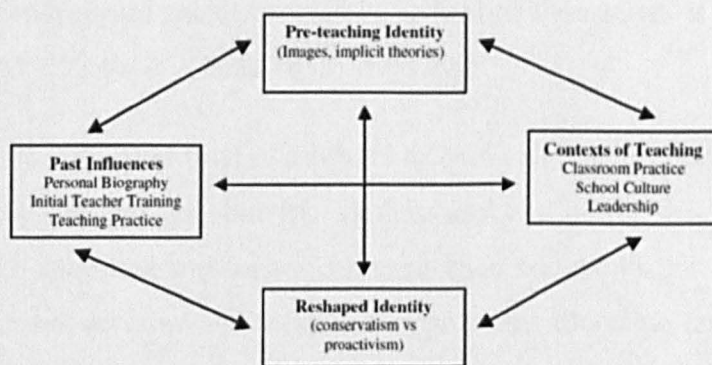 Pre-teaching Identity
(Images, implicit theories)
Past Influences
Personal Biography
Initial Teacher Training
Teaching Practice
Contexts of Teaching
Classroom Practice
School Culture
Leadership
Reshaped Identity
(conservatism vs
proactivism)